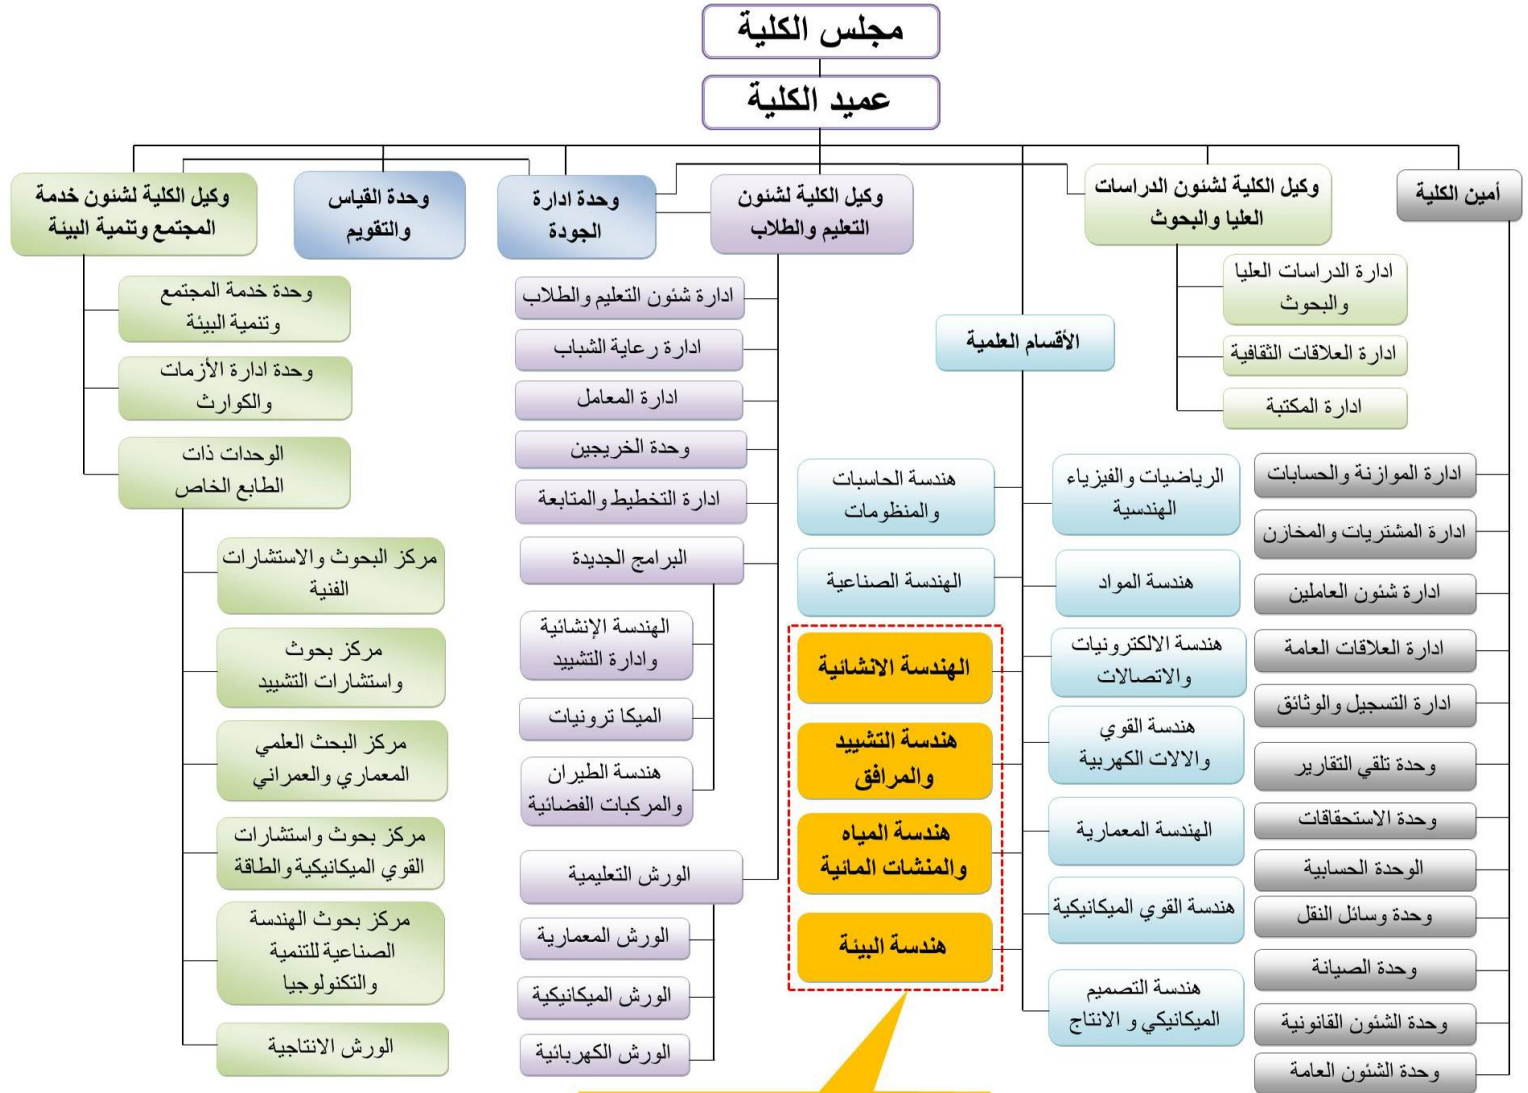 مجلس الكلية
عميد الكلية
أمين الكلية
وكيل الكلية لشئون الدراسات
العليا والبحوث
وكيل الكلية لشئون
التعليم والطلاب
وحدة ادارة
الجودة
وحدة القياس
والتقويم
وكيل الكلية لشئون خدمة
المجتمع وتنمية البيئة
ادارة الموازنة والحسابات
ادارة المشتريات والمخازن
ادارة شئون العاملين
ادارة العلاقات العامة
ادارة التسجيل والوثائق
وحدة تلقي التقارير
وحدة الاستحقاقات
الوحدة الحسابية
وحدة وسائل النقل
وحدة الصيانة
وحدة الشئون القانونية
وحدة الشئون العامة
ادارة الدراسات العليا
والبحوث
ادارة العلاقات الثقافية
ادارة المكتبة
الأقسام العلمية
الرياضيات والفيزياء
الهندسية
هندسة المواد
هندسة الالكترونيات
والاتصالات
هندسة القوي
والالات الكهربية
الهندسة المعمارية
هندسة القوي الميكانيكية
هندسة التصميم
الميكانيكي و الانتاج
هندسة الحاسبات
والمنظومات
الهندسة الصناعية
الهندسة الانشائية
هندسة التشييد
والمرافق
هندسة المياه
والمنشات المائية
هندسة البيئة
ادارة شئون التعليم والطلاب
ادارة رعاية الشباب
ادارة المعامل
وحدة الخريجين
ادارة التخطيط والمتابعة
البرامج الجديدة
الهندسة الإنشائية
وادارة التشييد
الميكا ترونيات
هندسة الطيران
والمركبات الفضائية
الورش التعليمية
الورش المعمارية
الورش الميكانيكية
الورش الكهربائية
وحدة خدمة المجتمع
وتنمية البيئة
وحدة ادارة الأزمات
والكوارث
الوحدات ذات
الطابع الخاص
مركز البحوث والاستشارات
الفنية
مركز بحوث
واستشارات التشييد
مركز البحث العلمي
المعماري والعمراني
مركز بحوث واستشارات
القوي الميكانيكية والطاقة
مركز بحوث الهندسة
الصناعية للتنمية
والتكنولوجيا
الورش الانتاجية